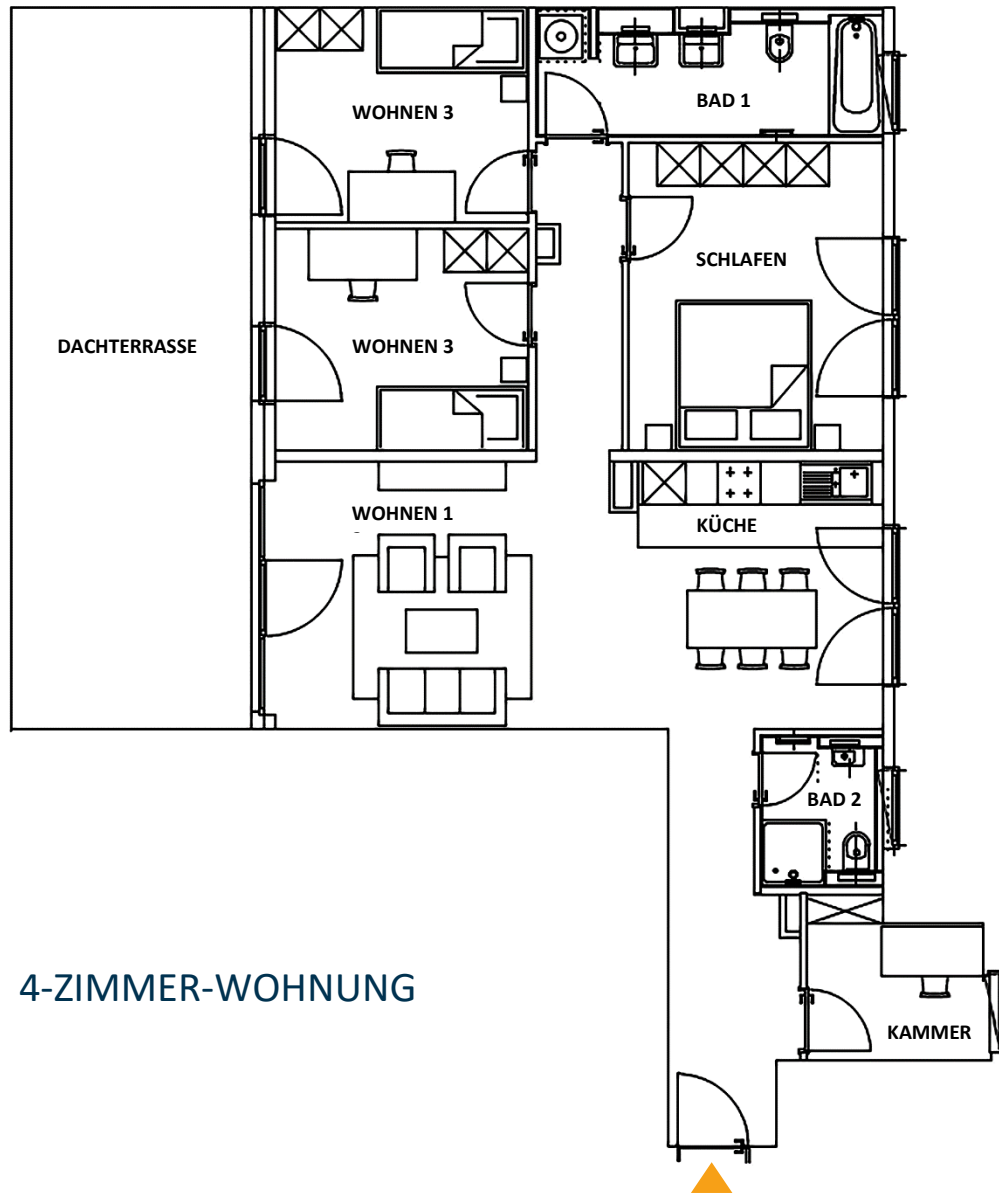 WOHNEN 3
BAD 1
SCHLAFEN
DACHTERRASSE
WOHNEN 3
WOHNEN 1
KÜCHE
BAD 2
4-ZIMMER-WOHNUNG
KAMMER